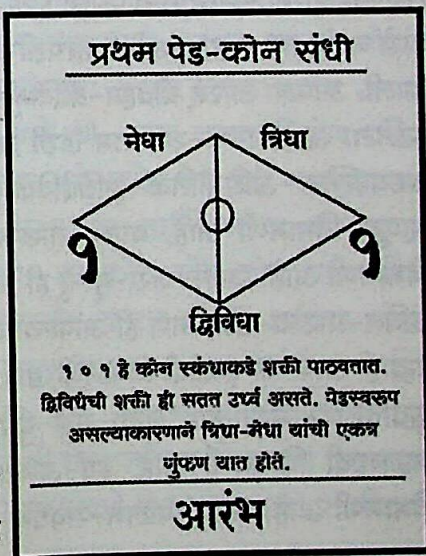 प्रथम पेड-कोन संधी
मेधा त्रिधा
१ १
द्विविधा
१ ० १ हे कोन स्कंधाकडे शक्ती पाठवतात.
द्विविधेची शक्ती ही सतत उर्ध्व असते. पेडस्वरूप
असल्याकारणाने त्रिधा-मेधा यांची एकत्र
गुंफण यात होते.
आरंभ